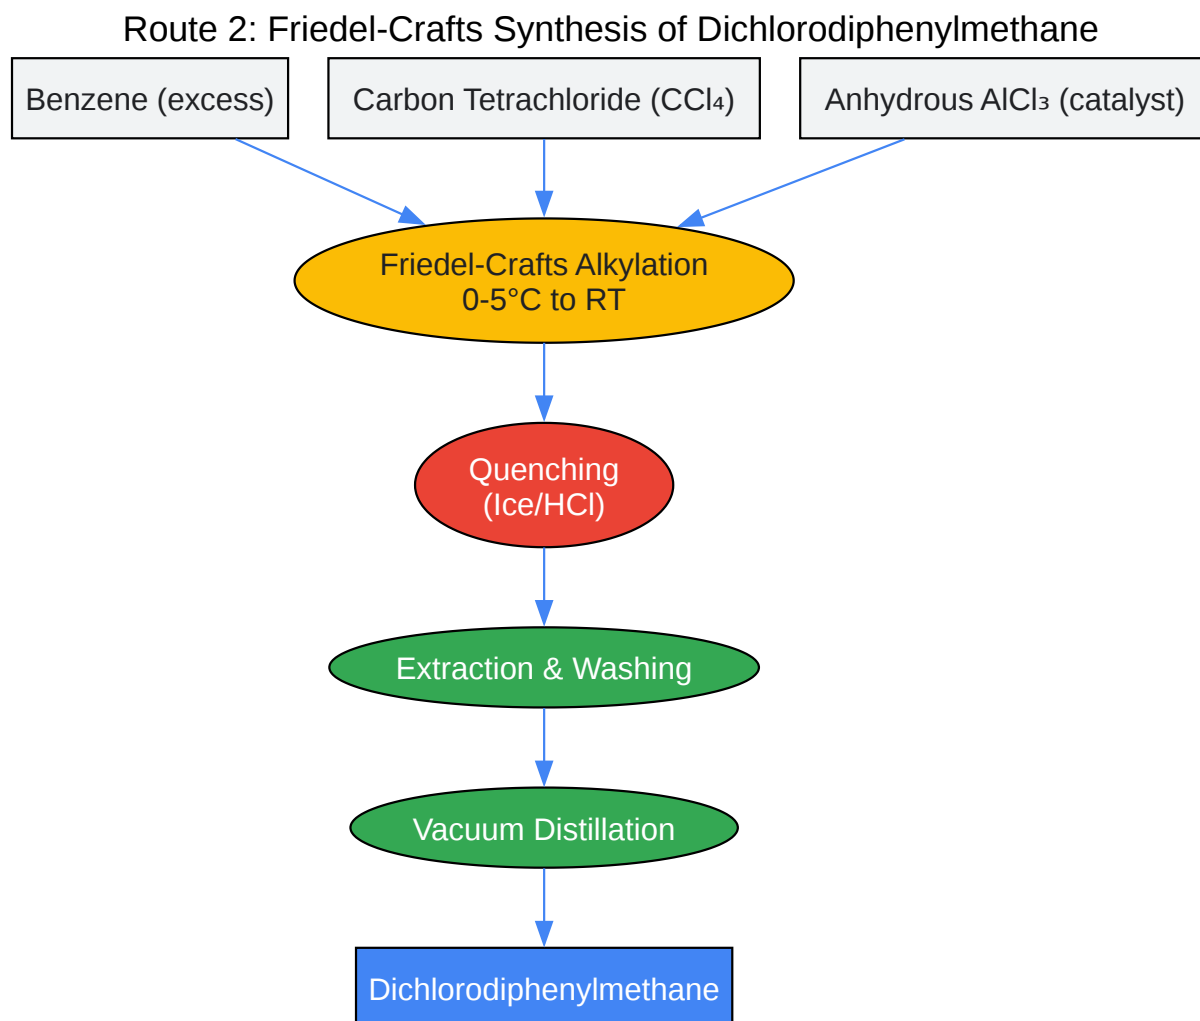 Route 2: Friedel-Crafts Synthesis of Dichlorodiphenylmethane
Benzene (excess)
Carbon Tetrachloride (CCl₄)
Anhydrous AlCl₃ (catalyst)
Friedel-Crafts Alkylation
0-5°C to RT
Quenching
(Ice/HCl)
Extraction & Washing
Vacuum Distillation
Dichlorodiphenylmethane